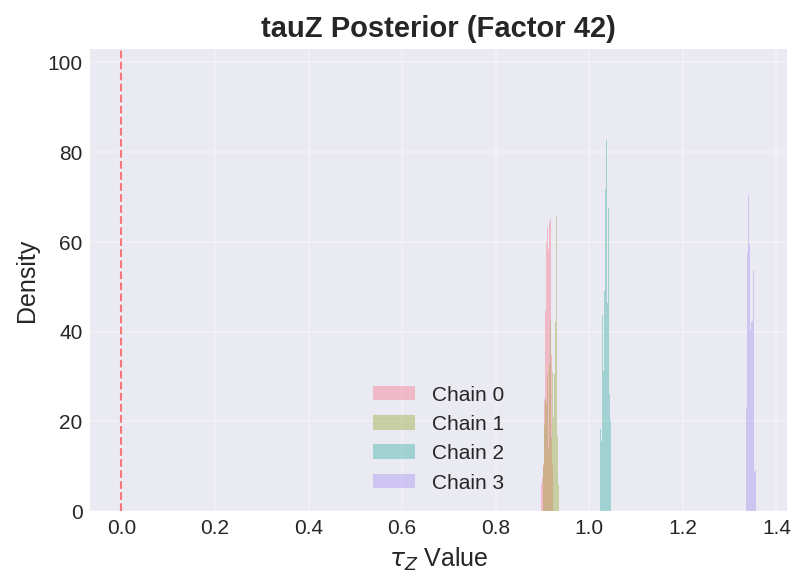 tauZ Posterior (Factor 42)
100
80
60
40
20
0
Density
Chain 0
Chain 1
Chain 2
Chain 3
0.0 0.2 0.4 0.6 0.8 1.0 1.2 1.4
τZ Value